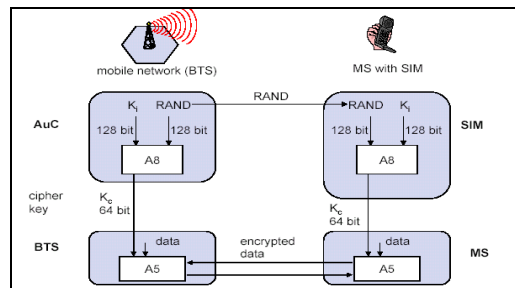 mobile network (BTS)
MS with SIM
AuC
Ki
RAND
RAND
RAND
Ki
SIM
128 bit
128 bit
128 bit
128 bit
A8
A8
cipher
key
Kc
64 bit
Kc
64 bit
BTS
data
encrypted
data
data
MS
A5
A5